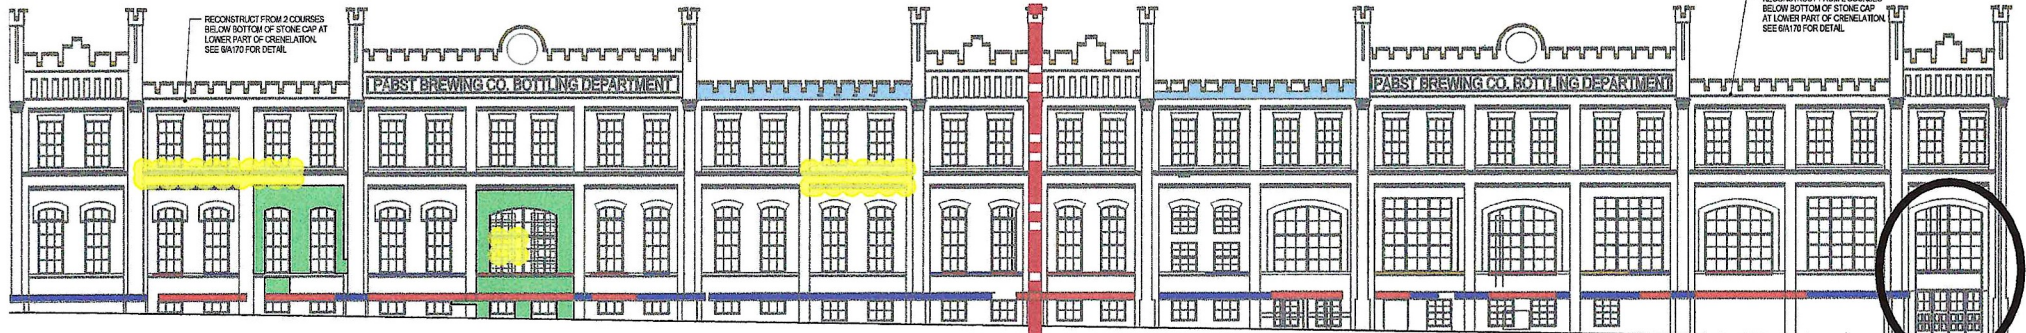 RECONSTRUCT FROM 2 COURSES
BELOW BOTTOM OF STONE CAP AT
LOWER PART OF CRENELATION.
SEE 6/A170 FOR DETAIL
BELOW BOTTOM OF STONE CAP
AT LOWER PART OF CRENELATION.
SEE 6/A170 FOR DETAIL
PABST BREWING CO. BOTTLING DEPARTMENT
PABST BREWING CO. BOTTLING DEPARTMENT